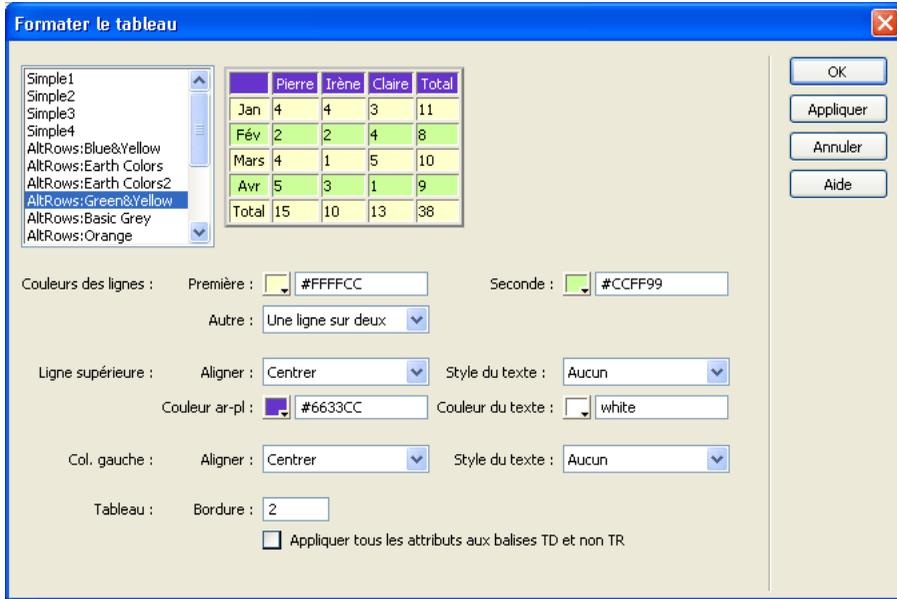 Formater le tableau
Simple1
Simple2
Simple3
Simple4
AltRows:Blue&Yellow
AltRows:Earth Colors
AltRows:Earth Colors2
AltRows:Green&Yellow
AltRows:Basic Grey
AltRows:Orange
Pierre Irène Claire Total
Jan 4 4 3 11
Fév 2 2 4 8
Mars 4 1 5 10
Avr 5 3 1 9
Total 15 10 13 38
OK
Appliquer
Annuler
Aide
Couleurs des lignes : Première : #FFFFCC Seconde : #CCFF99
Autre : Une ligne sur deux
Ligne supérieure : Aligner : Centrer Style du texte : Aucun
Couleur ar-pl : #6633CC Couleur du texte : white
Col. gauche : Aligner : Centrer Style du texte : Aucun
Tableau : Bordure : 2
Appliquer tous les attributs aux balises TD et non TR